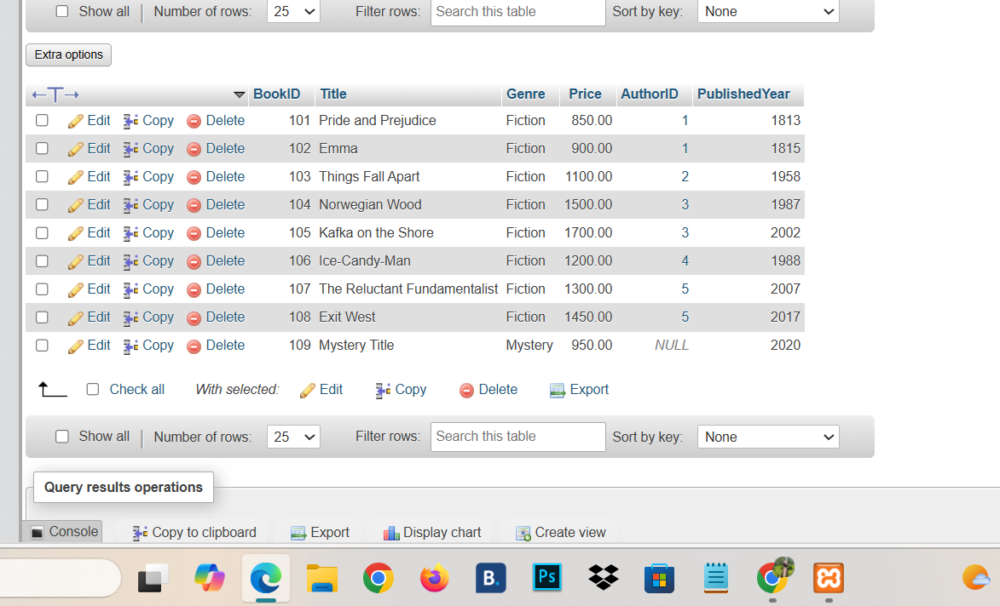 Show all Number of rows: 25 Filter rows: Search this table Sort by key: None
Extra options
BookID Title Genre Price AuthorID PublishedYear
Edit Copy Delete 101 Pride and Prejudice Fiction 850.00 1 1813
Edit Copy Delete 102 Emma Fiction 900.00 1 1815
Edit Copy Delete 103 Things Fall Apart Fiction 1100.00 2 1958
Edit Copy Delete 104 Norwegian Wood Fiction 1500.00 3 1987
Edit Copy Delete 105 Kafka on the Shore Fiction 1700.00 3 2002
Edit Copy Delete 106 Ice-Candy-Man Fiction 1200.00 4 1988
Edit Copy Delete 107 The Reluctant Fundamentalist Fiction 1300.00 5 2007
Edit Copy Delete 108 Exit West Fiction 1450.00 5 2017
Edit Copy Delete 109 Mystery Title Mystery 950.00 NULL 2020
Check all With selected: Edit Copy Delete Export
Show all Number of rows: 25 Filter rows: Search this table Sort by key: None
Query results operations
Console Copy to clipboard Export Display chart Create view
B. Ps